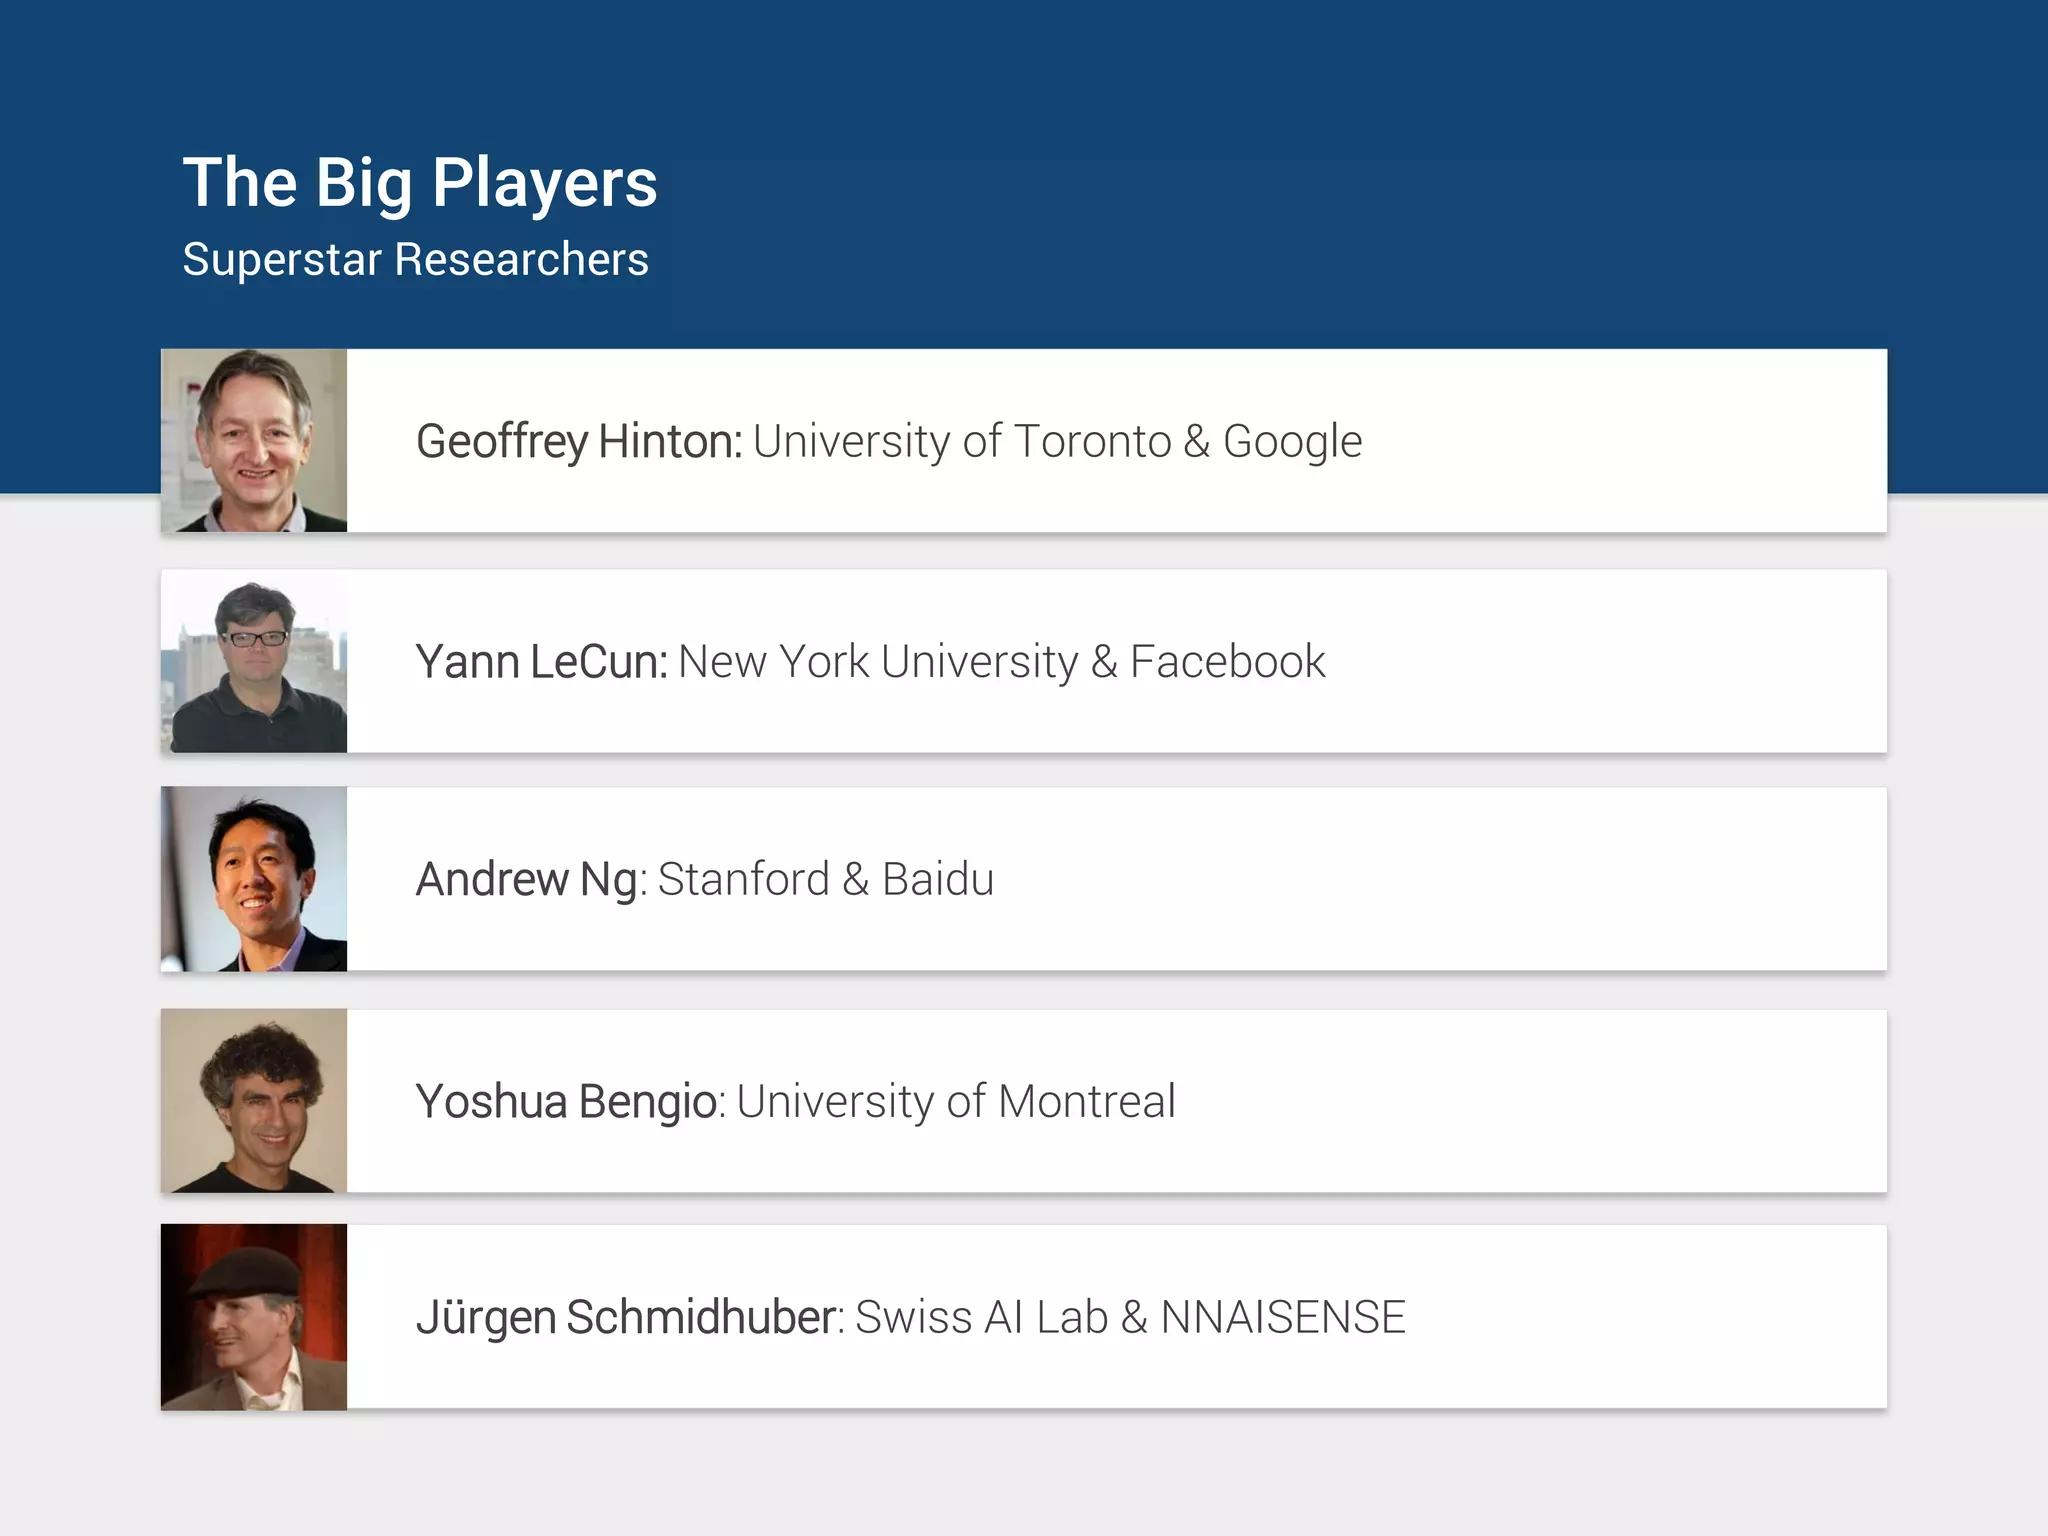 The Big Players
Superstar Researchers
Geoffrey Hinton: University of Toronto & Google
Yann LeCun: New York University & Facebook
Andrew Ng: Stanford & Baidu
Yoshua Bengio: University of Montreal
Jürgen Schmidhuber: Swiss AI Lab & NNAISENSE